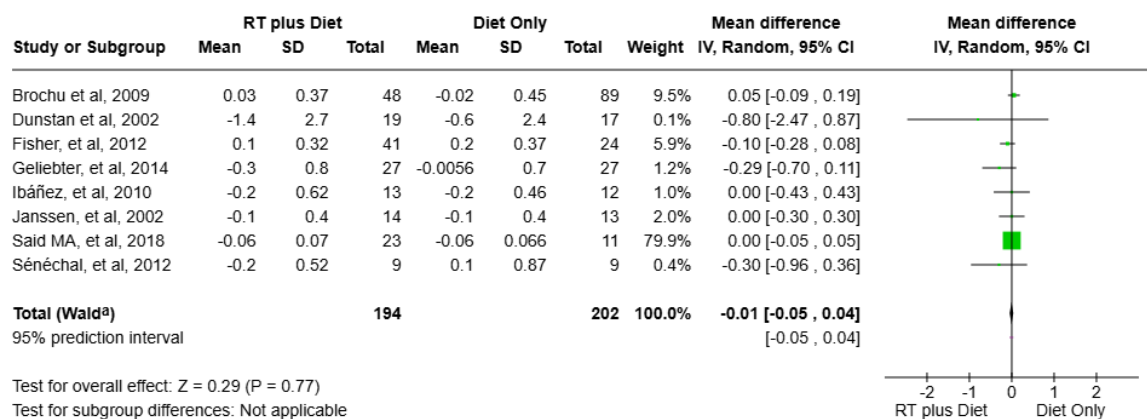 RT plus Diet Diet Only Mean difference Mean difference
Study or Subgroup Mean SD Total Mean SD Total Weight IV, Random, 95% CI IV, Random, 95% CI
Brochu et al, 2009 0.03 0.37 48 -0.02 0.45 89 9.5% 0.05 [-0.09 , 0.19]
Dunstan et al, 2002 -1.4 2.7 19 -0.6 2.4 17 0.1% -0.80 [-2.47 , 0.87]
Fisher, et al, 2012 0.1 0.32 41 0.2 0.37 24 5.9% -0.10 [-0.28 , 0.08]
Geliebter, et al, 2014 -0.3 0.8 27 -0.0056 0.7 27 1.2% -0.29 [-0.70 , 0.11]
Ibáñez, et al, 2010 -0.2 0.62 13 -0.2 0.46 12 1.0% 0.00 [-0.43 , 0.43]
Janssen, et al, 2002 -0.1 0.4 14 -0.1 0.4 13 2.0% 0.00 [-0.30 , 0.30]
Said MA, et al, 2018 -0.06 0.07 23 -0.06 0.066 11 79.9% 0.00 [-0.05 , 0.05]
Sénéchal, et al, 2012 -0.2 0.52 9 0.1 0.87 9 0.4% -0.30 [-0.96 , 0.36]
Total (Walda) 194 202 100.0% -0.01 [-0.05 , 0.04]
95% prediction interval [-0.05 , 0.04]
Test for overall effect: Z = 0.29 (P = 0.77)
-2 -1 0 1 2
Test for subgroup differences: Not applicable
RT plus Diet Diet Only